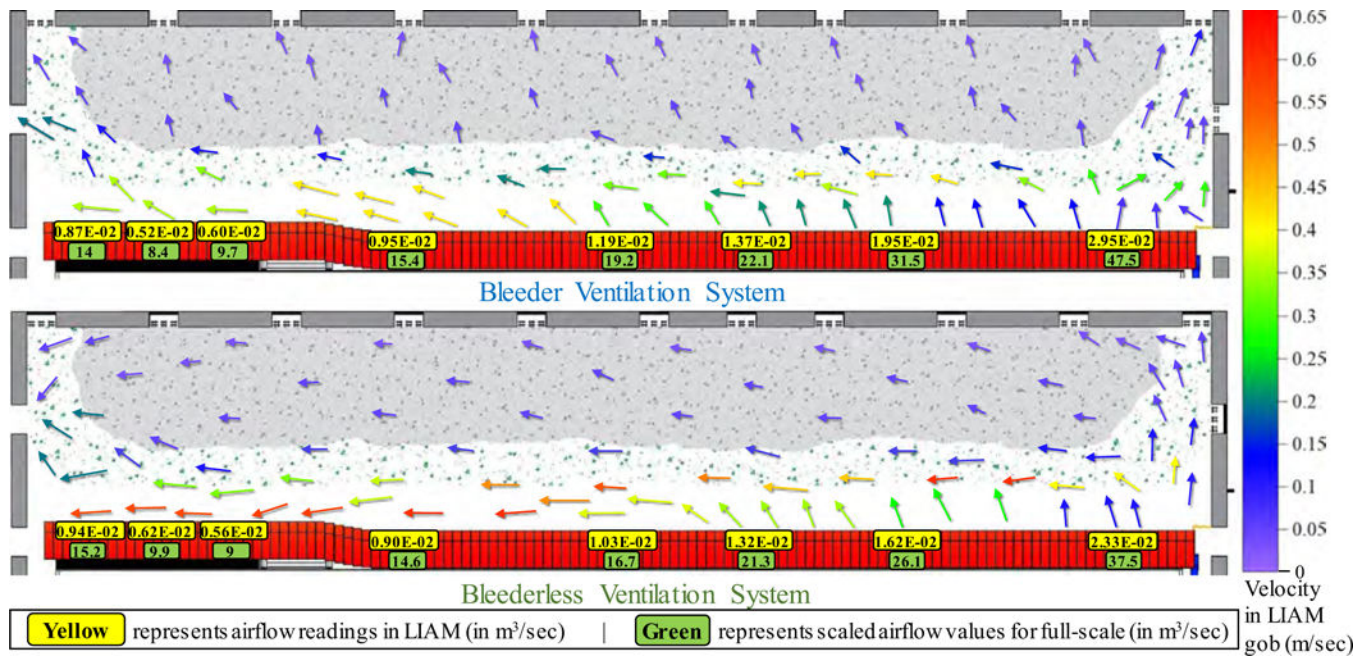 0.65
0.6
0.55
0.5
0.45
0.4
0.35
0.3
0.25
0.2
0.15
0.1
0.05
0
0.87E-02 0.52E-02 0.60E-02 0.95E-02 1.19E-02 1.37E-02 1.95E-02 2.95E-02
14 8.4 9.7 15.4 19.2 22.1 31.5 47.5
Bleeder Ventilation System
0.94E-02 0.62E-02 0.56E-02 0.90E-02 1.03E-02 1.32E-02 1.62E-02 2.33E-02
15.2 9.9 9 14.6 16.7 21.3 26.1 37.5
Bleederless Ventilation System
Velocity
in LIAM
gob (m/sec)
Yellow represents airflow readings in LIAM (in m³/sec) | Green represents scaled airflow values for full-scale (in m³/sec)